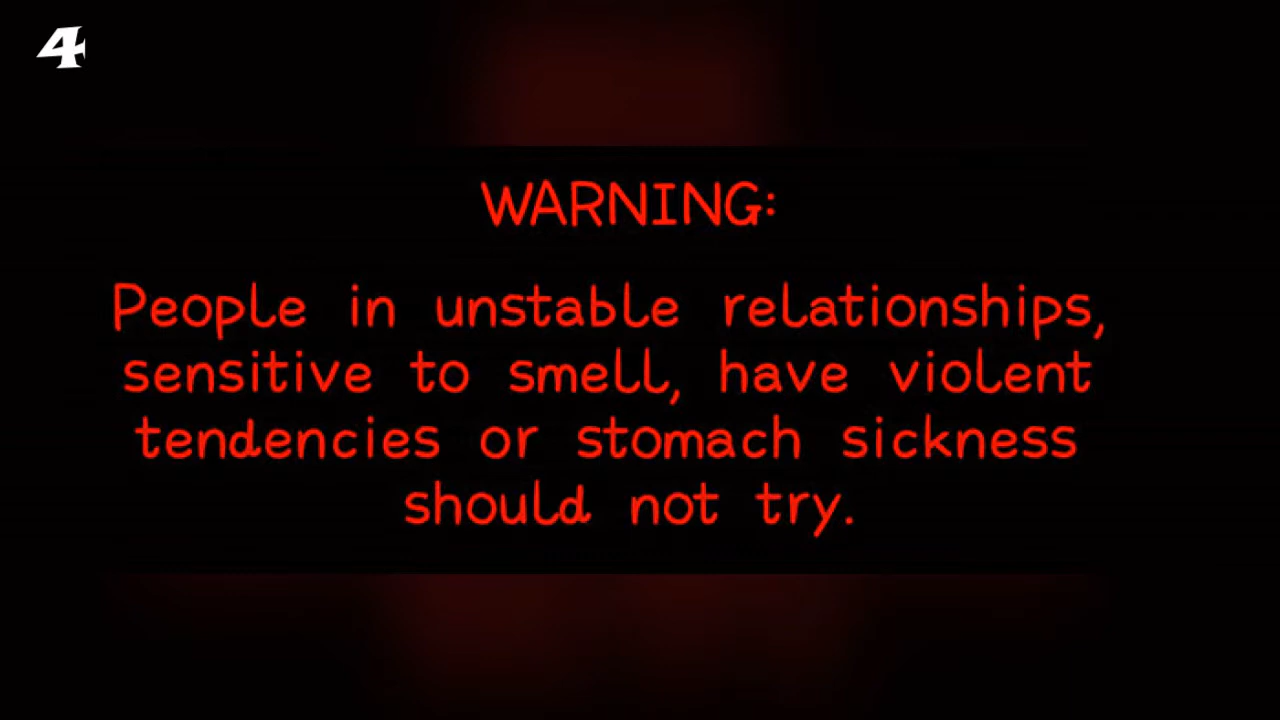 4
WARNING:
People in unstable relationships,
sensitive to smell, have violent
tendencies or stomach sickness
should not try.